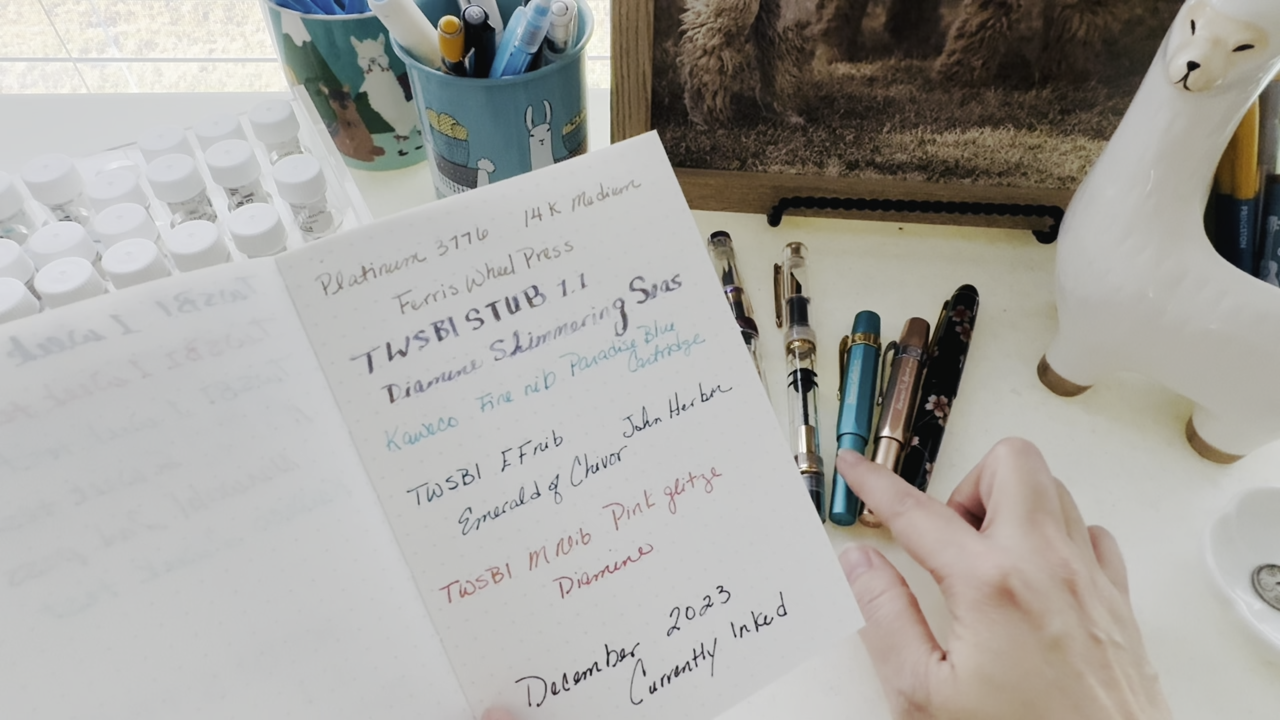 Platinum 3776 14K Medium
Ferris Wheel Press
TWSBI STUB 1.1
Diamine Shimmering Seas
Kaweco Fine nib Paradise Blue
Cartridge
TWSBI EF nib John Herbin
Emerald of Chivor
TWSBI M Nib Pink glitze
Diamine
December 2023
Currently Inked
PRINCETON